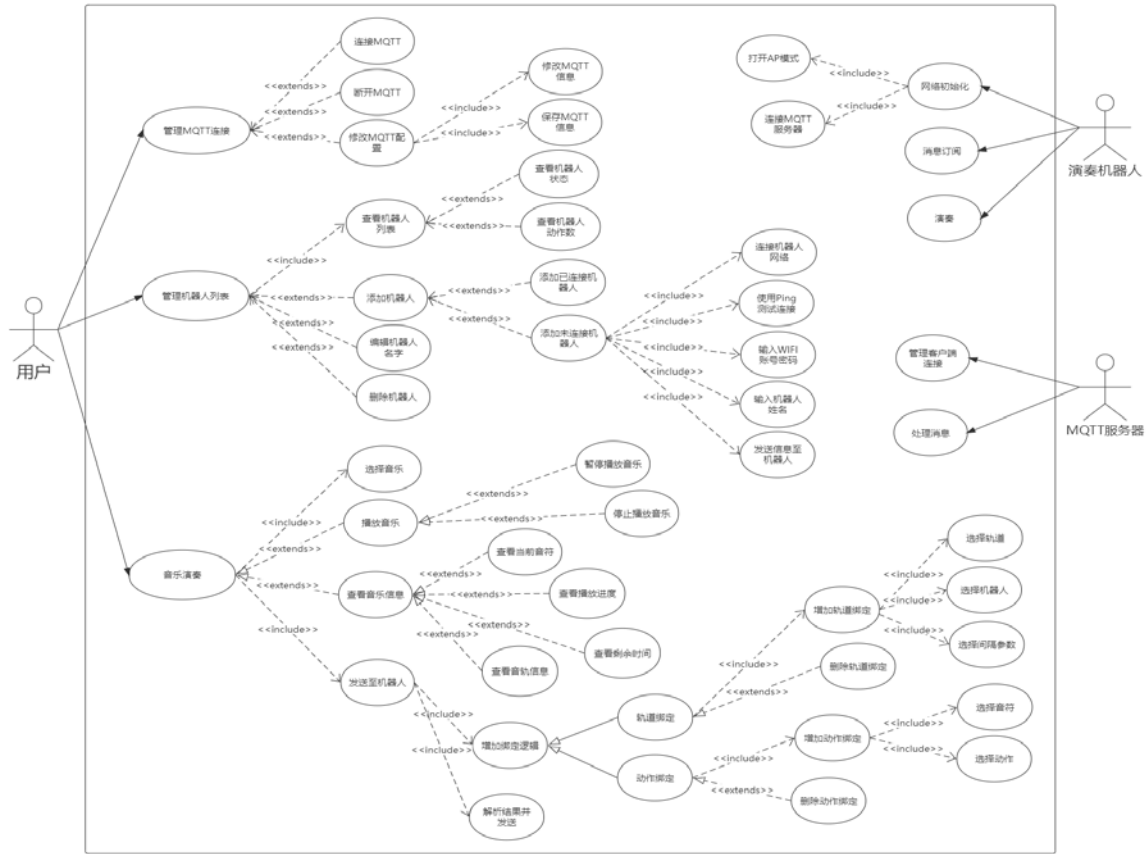 连接MQTT
<<extends>>
断开MQTT
<<extends>>
管理MQTT连接
<<extends>>
修改MQTT配
置
修改MQTT
信息
<<include>>
保存MQTT
信息
<<include>>
打开AP模式
<<include>>
网络初始化
连接MQTT
服务器
<<include>>
消息订阅
演奏
演奏机器人
查看机器人
状态
<<extends>>
查看机器人
列表
<<extends>>
查看机器人
动作数
<<include>>
管理机器人列表
<<extends>>
添加机器人
<<extends>>
添加已连接机
器人
<<extends>>
添加未连接机
器人
<<extends>>
编辑机器人
名字
<<extends>>
删除机器人
连接机器人
网络
<<include>>
使用Ping
测试连接
<<include>>
输入WIFI
账号密码
<<include>>
输入机器人
姓名
<<include>>
发送信息至
机器人
<<include>>
管理客户端
连接
处理消息
MQTT服务器
用户
选择音乐
<<include>>
播放音乐
<<extends>>
暂停播放音乐
<<extends>>
停止播放音乐
<<extends>>
音乐演奏
<<extends>>
查看音乐信息
查看当前音符
<<extends>>
查看播放进度
<<extends>>
查看剩余时间
<<extends>>
查看音轨信息
<<extends>>
<<include>>
发送至机器人
<<include>>
增加绑定逻辑
<<include>>
解析结果并
发送
轨道绑定
<<include>>
增加轨道绑定
<<extends>>
删除轨道绑定
选择轨道
<<include>>
选择机器人
<<include>>
选择间隔参数
<<include>>
动作绑定
<<include>>
增加动作绑定
<<extends>>
删除动作绑定
选择音符
<<include>>
选择动作
<<include>>